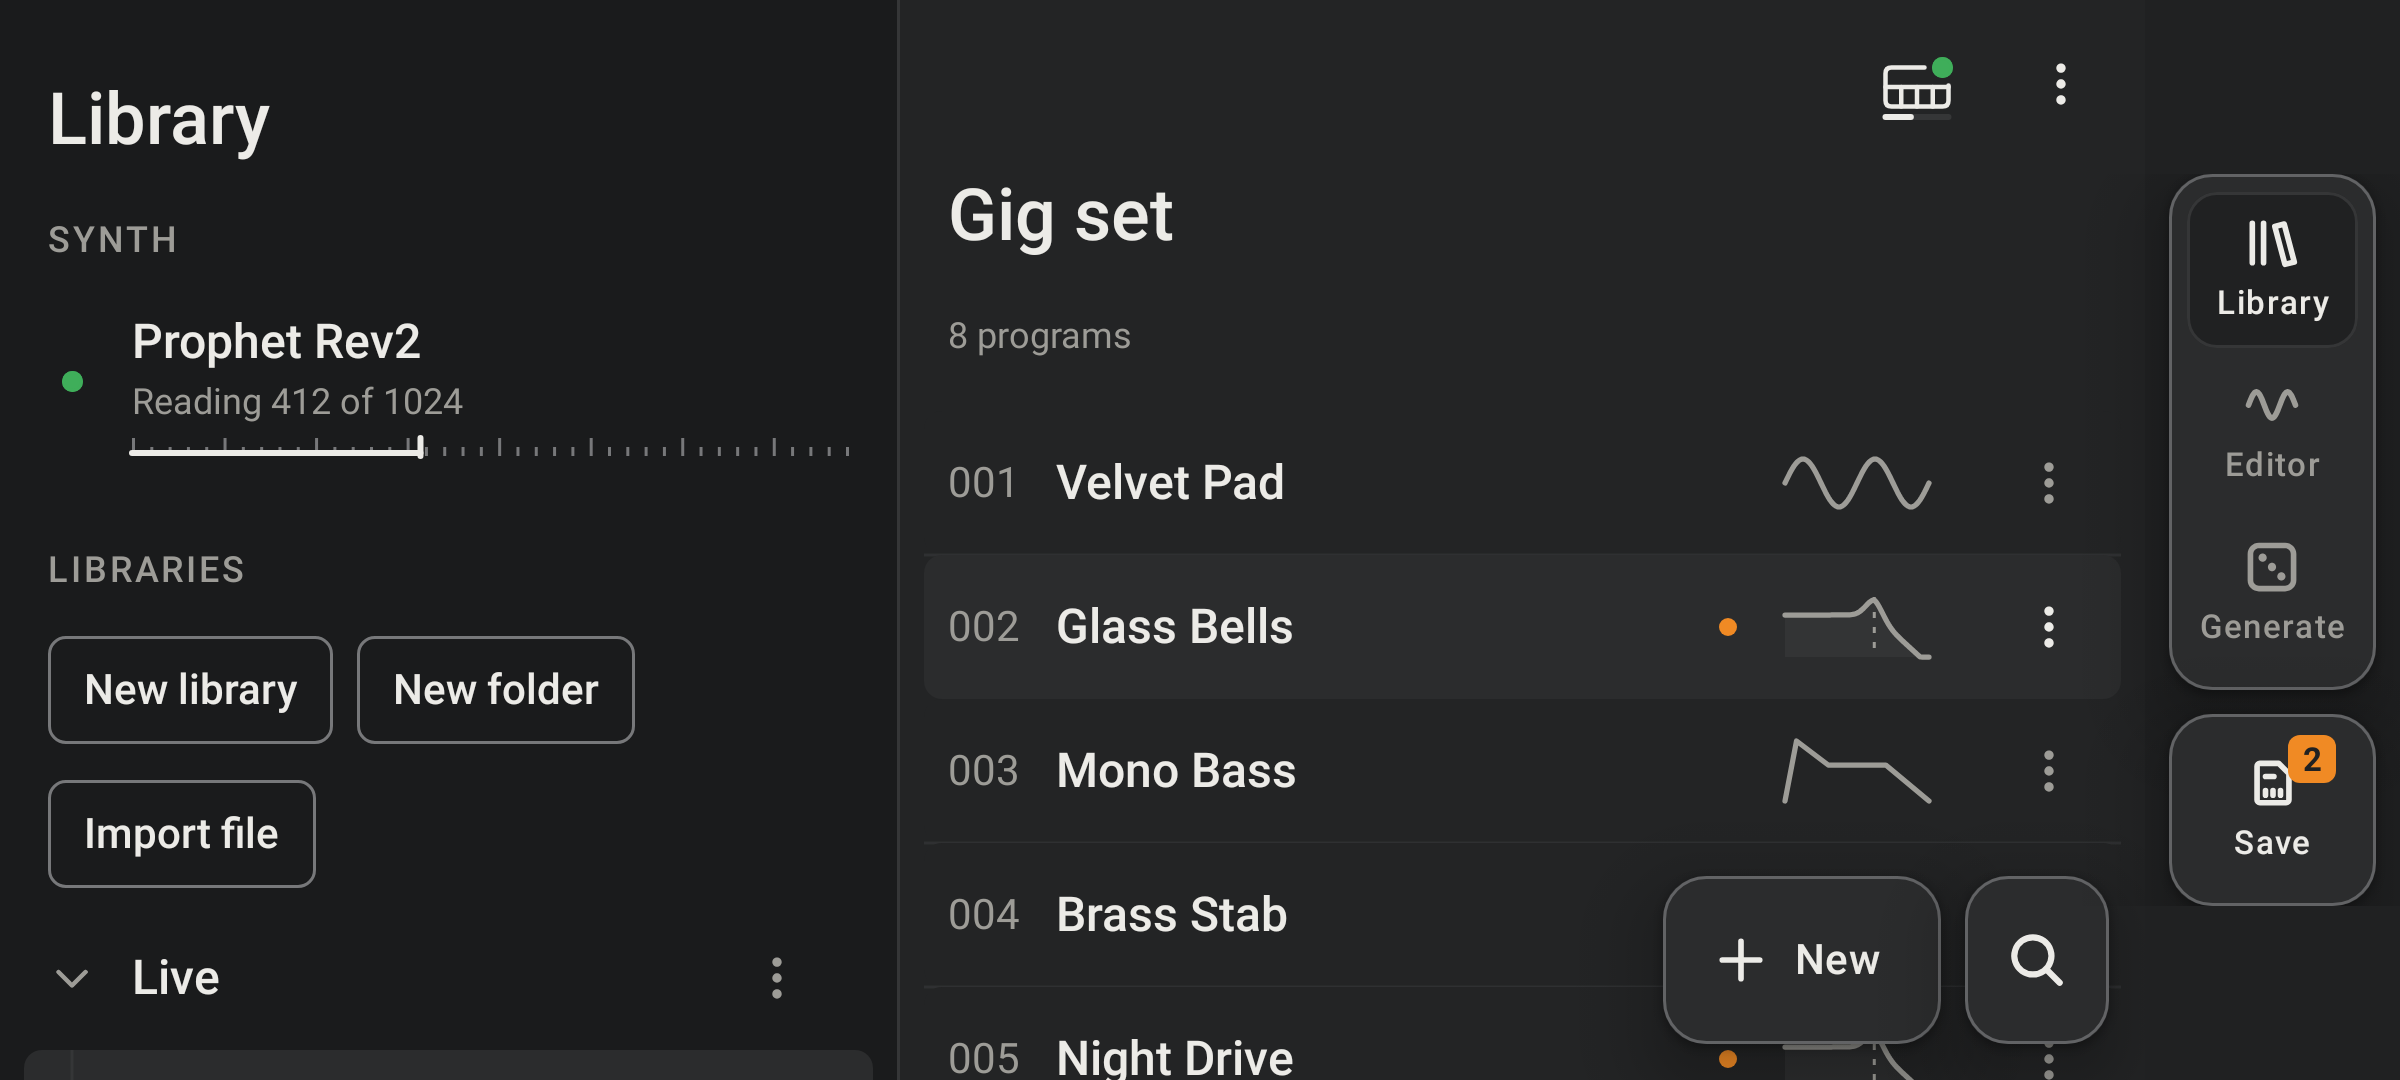 Library
SYNTH
Prophet Rev2
Reading 412 of 1024
LIBRARIES
New library
New folder
Import file
Live
Gig set
8 programs
001 Velvet Pad
002 Glass Bells
003 Mono Bass
004 Brass Stab
005 Night Drive
New
Library
Editor
Generate
2
Save